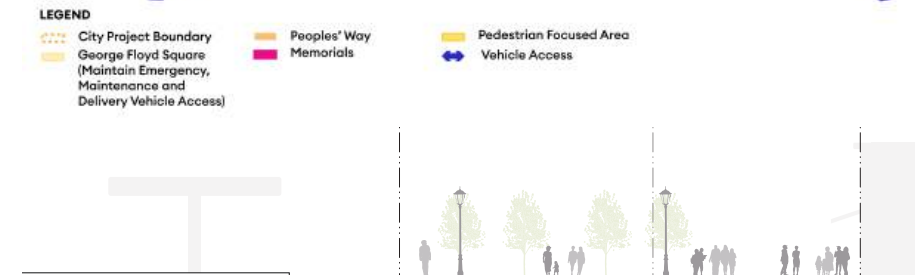 LEGEND
City Project Boundary
George Floyd Square
(Maintain Emergency,
Maintenance and
Delivery Vehicle Access)
Peoples' Way
Memorials
Pedestrian Focused Area
Vehicle Access